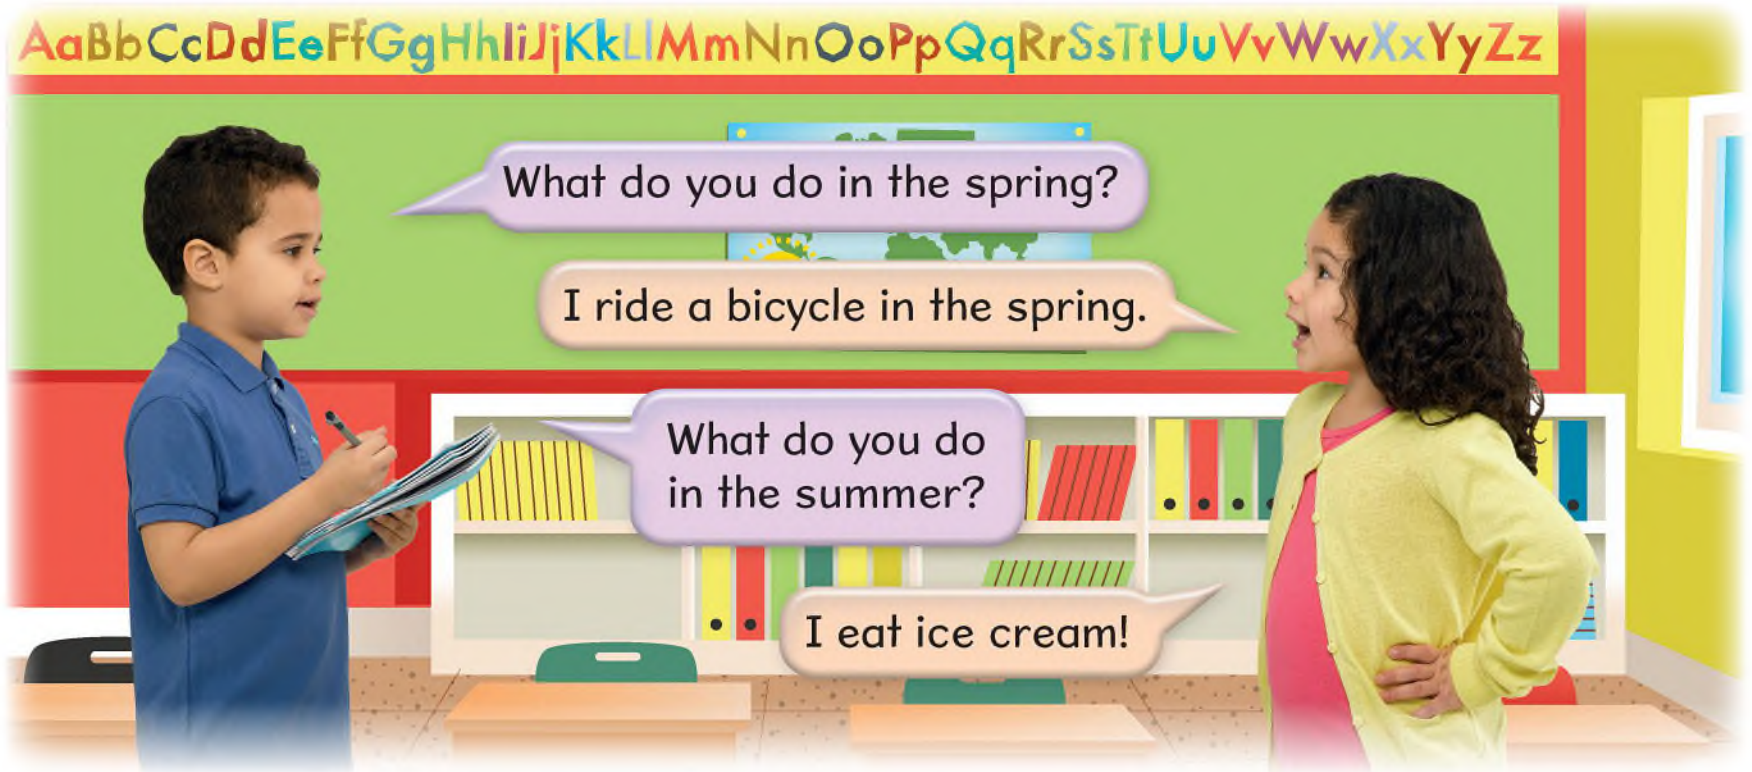 AaBbCcDdEeFfGgHhIiJjKkLlMmNnOoPpQqRrSsTtUuVvWwXxYyZz
What do you do in the spring?
I ride a bicycle in the spring.
What do you do
in the summer?
I eat ice cream!